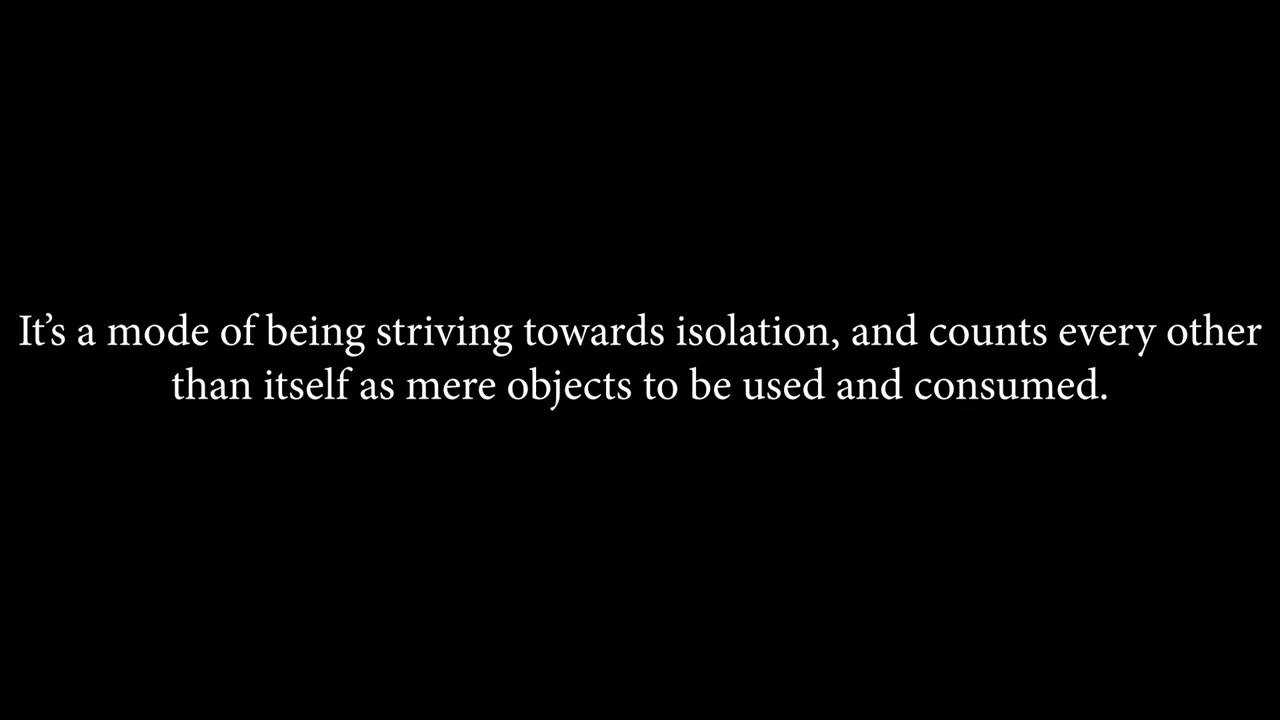 It’s a mode of being striving towards isolation, and counts every other
than itself as mere objects to be used and consumed.